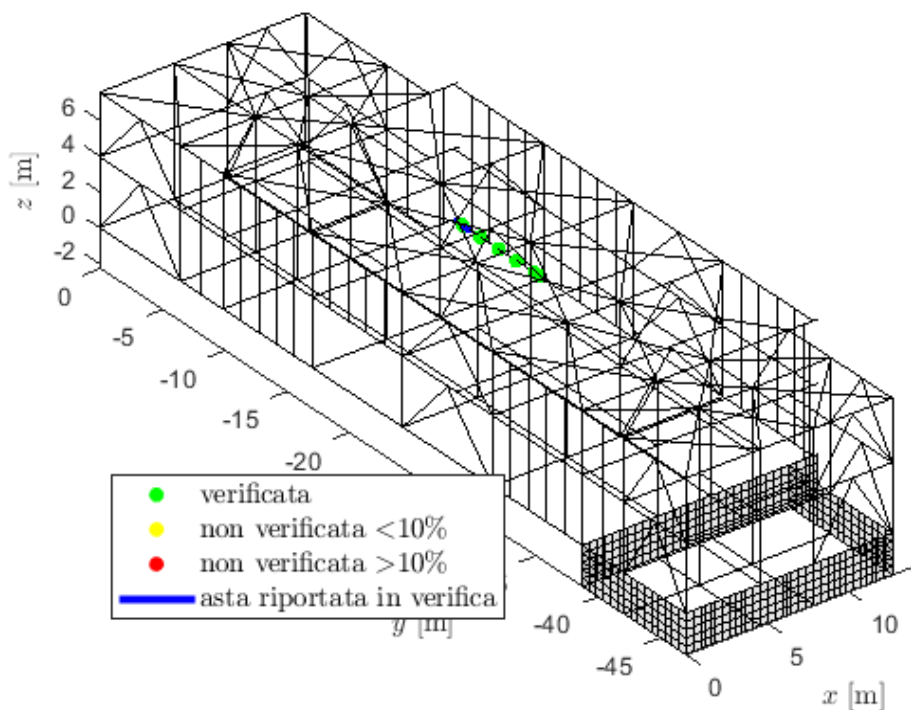 6
4
2
0
-2
z [m]
0
-5
-10
-15
-20
verificata
non verificata <10%
non verificata >10%
asta riportata in verifica
y [m]
-40
-45
0
5
10
x [m]